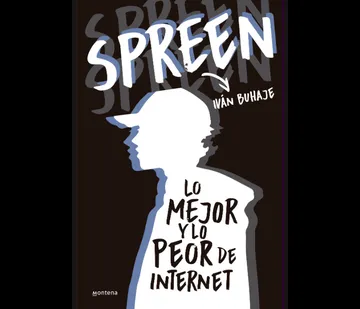 SPREEN
IVÁN BUHAJE
LO
MEJOR
Y LO
PEOR DE
INTERNET
montena